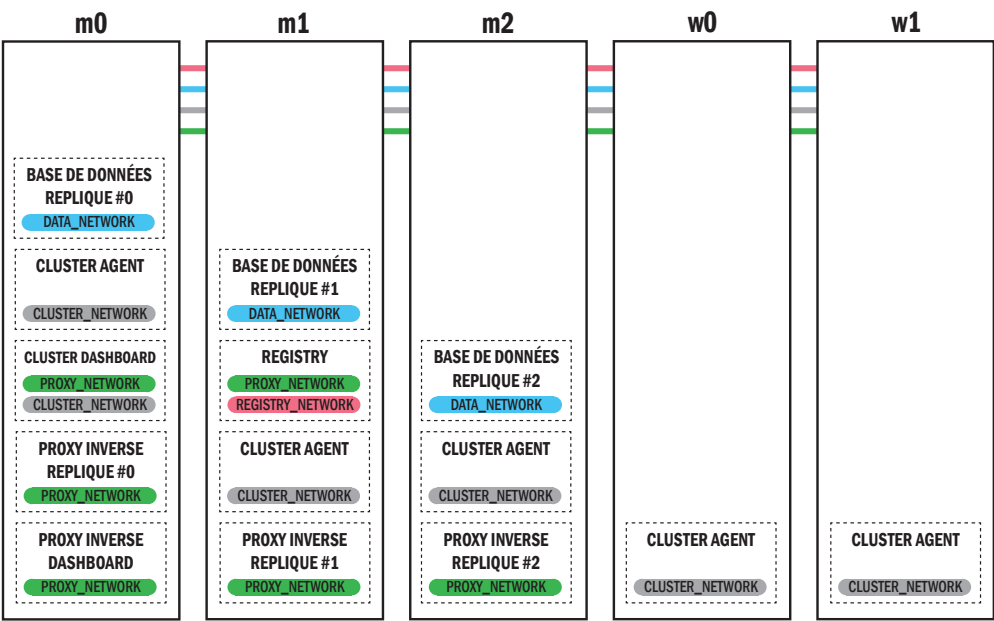 m0
m1
m2
w0
w1
BASE DE DONNÉES
REPLIQUE #0
DATA_NETWORK
CLUSTER AGENT
CLUSTER_NETWORK
CLUSTER DASHBOARD
PROXY_NETWORK
CLUSTER_NETWORK
PROXY INVERSE
REPLIQUE #0
PROXY_NETWORK
PROXY INVERSE
DASHBOARD
PROXY_NETWORK
BASE DE DONNÉES
REPLIQUE #1
DATA_NETWORK
REGISTRY
PROXY_NETWORK
REGISTRY_NETWORK
CLUSTER AGENT
CLUSTER_NETWORK
PROXY INVERSE
REPLIQUE #1
PROXY_NETWORK
BASE DE DONNÉES
REPLIQUE #2
DATA_NETWORK
CLUSTER AGENT
CLUSTER_NETWORK
PROXY INVERSE
REPLIQUE #2
PROXY_NETWORK
CLUSTER AGENT
CLUSTER_NETWORK
CLUSTER AGENT
CLUSTER_NETWORK